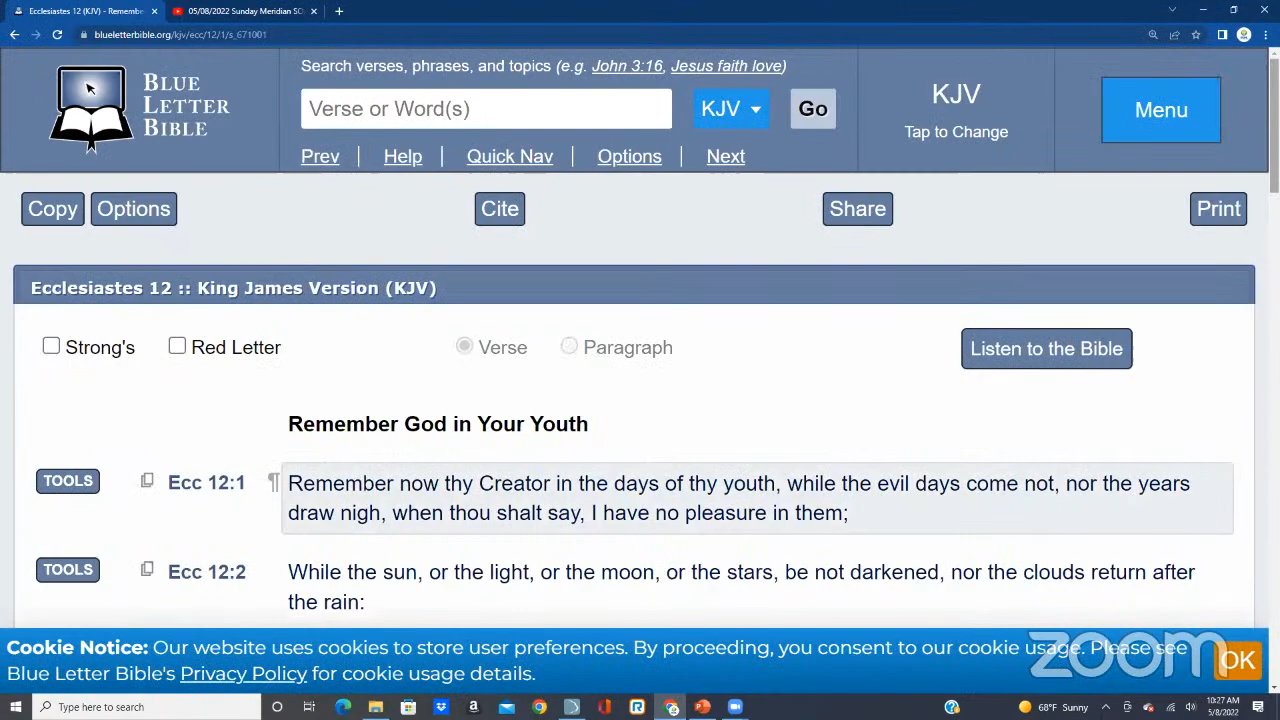 Ecclesiastes 12 (KJV) - Remembe
05/08/2022 Sunday Meridian SO
blueletterbible.org/kjv/ecc/12/1/s_671001
BLUE
LETTER
BIBLE
Search verses, phrases, and topics (e.g. John 3:16, Jesus faith love)
Verse or Word(s)
KJV
Go
Prev
Help
Quick Nav
Options
Next
KJV
Tap to Change
Menu
Copy
Options
Cite
Share
Print
Ecclesiastes 12 :: King James Version (KJV)
Strong's
Red Letter
Verse
Paragraph
Listen to the Bible
Remember God in Your Youth
TOOLS
Ecc 12:1
¶
Remember now thy Creator in the days of thy youth, while the evil days come not, nor the years
draw nigh, when thou shalt say, I have no pleasure in them;
TOOLS
Ecc 12:2
While the sun, or the light, or the moon, or the stars, be not darkened, nor the clouds return after
the rain:
Cookie Notice: Our website uses cookies to store user preferences. By proceeding, you consent to our cookie usage. Please see
Blue Letter Bible's Privacy Policy for cookie usage details.
OK
zoom
Type here to search
68°F Sunny
10:27 AM
5/8/2022